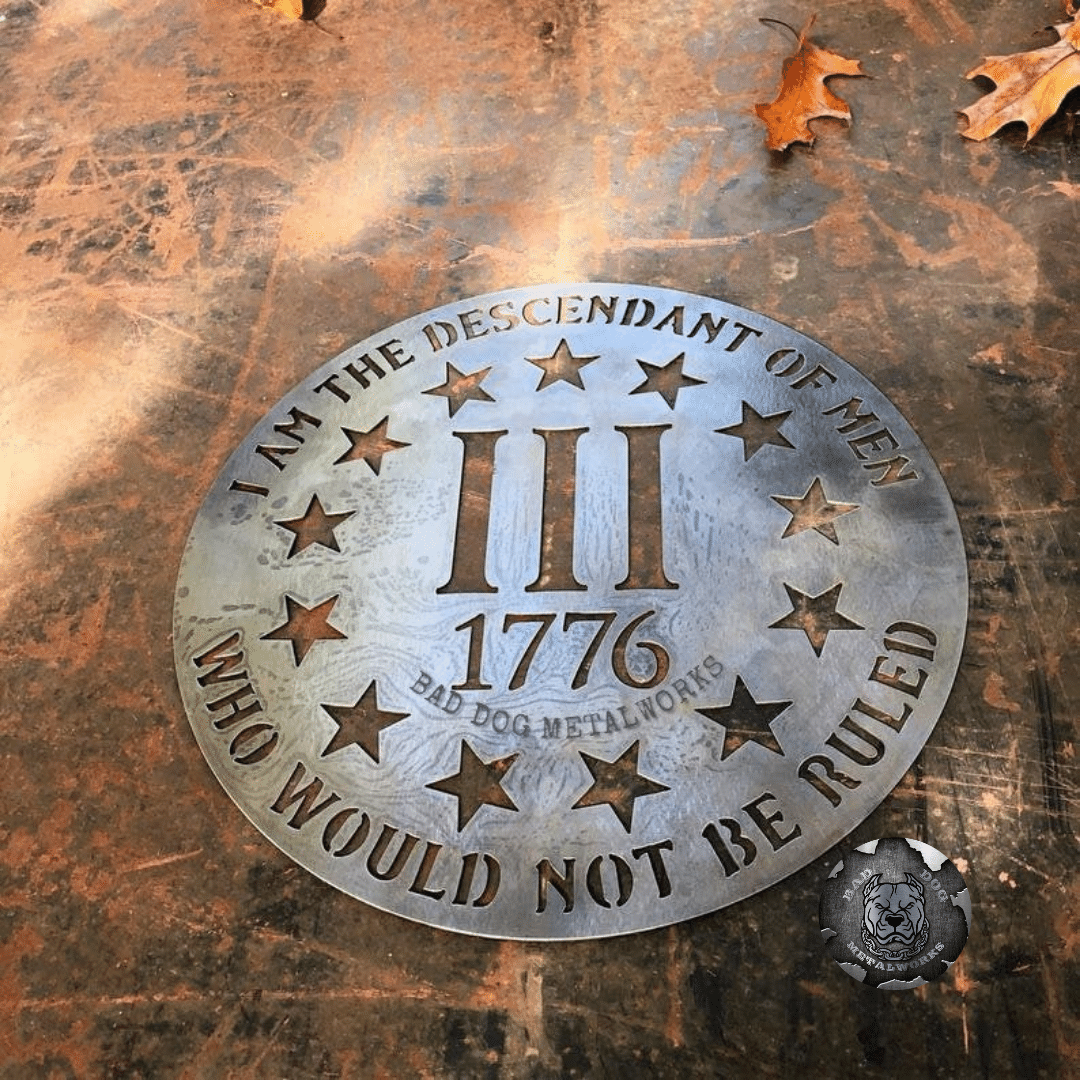 I AM THE DESCENDANT OF MEN
III
1776
BAD DOG METALWORKS
WHO WOULD NOT BE RULED
BAD DOG
METALWORKS